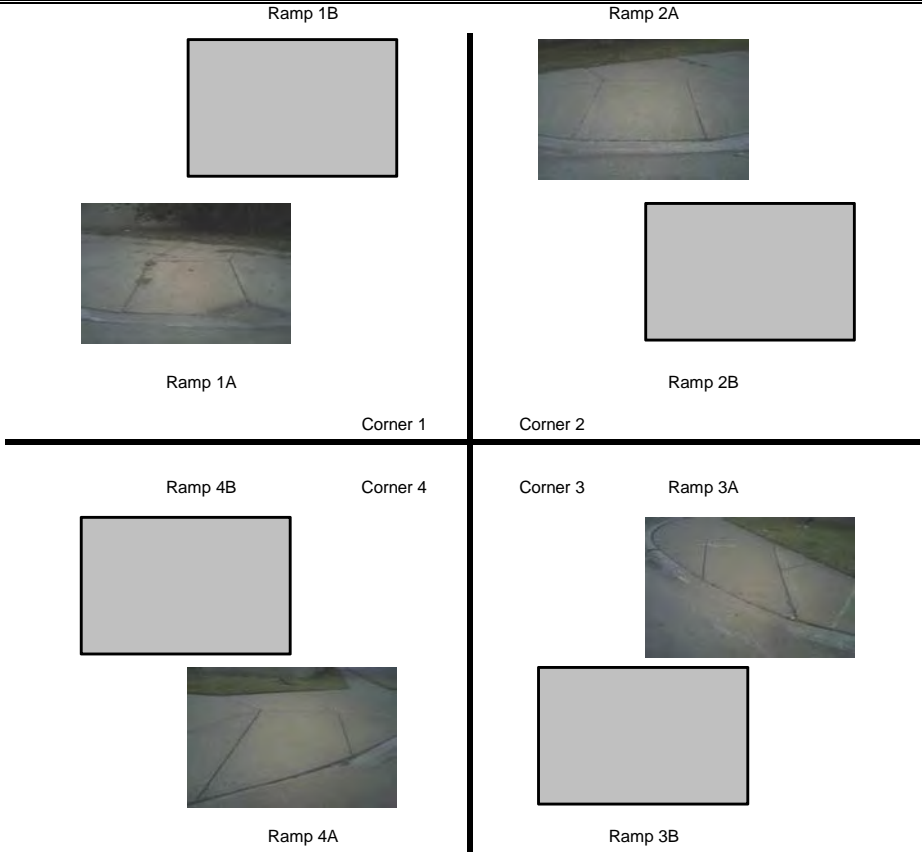 Ramp 1B
Ramp 2A
Ramp 1A
Ramp 2B
Corner 1
Corner 2
Ramp 4B
Corner 4
Corner 3
Ramp 3A
Ramp 4A
Ramp 3B